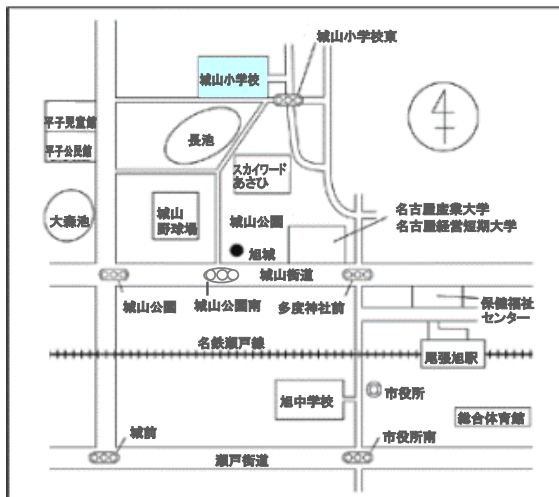 城山小学校東
城山小学校
平子児童館
平子公民館
長池
スカイワード
あさひ
大森池
城山
野球場
城山公園
名古屋産業大学
名古屋経営短期大学
旭城
城山街道
城山公園
城山公園南
多度神社前
保健福祉
センター
名鉄瀬戸線
尾張旭駅
旭中学校
市役所
総合体育館
城前
瀬戸街道
市役所南